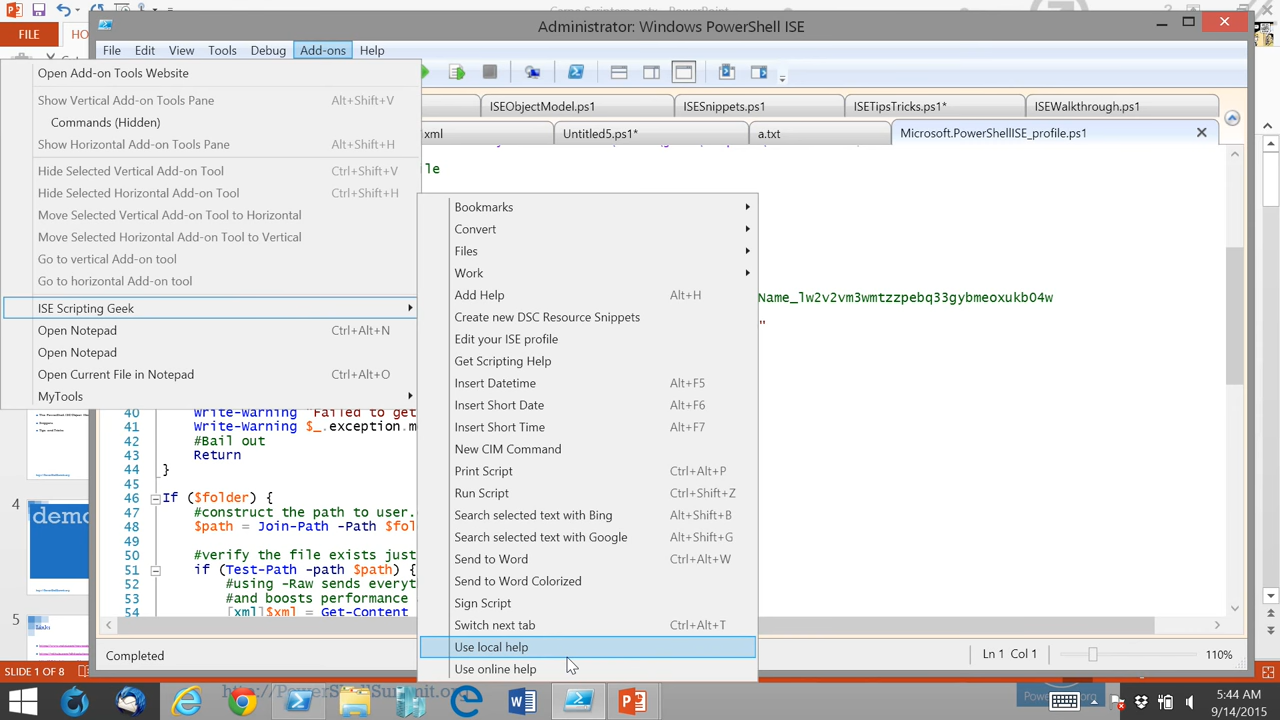 Camp Scripters.pptx - PowerPoint
Administrator: Windows PowerShell ISE
FILE
HO
File Edit View Tools Debug Add-ons Help
Open Add-on Tools Website
Show Vertical Add-on Tools Pane Alt+Shift+V
Commands (Hidden)
Show Horizontal Add-on Tools Pane Alt+Shift+H
Hide Selected Vertical Add-on Tool Ctrl+Shift+V
Hide Selected Horizontal Add-on Tool Ctrl+Shift+H
Move Selected Vertical Add-on Tool to Horizontal
Move Selected Horizontal Add-on Tool to Vertical
Go to vertical Add-on tool
Go to horizontal Add-on tool
ISE Scripting Geek
Open Notepad Ctrl+Alt+N
Open Notepad
Open Current File in Notepad Ctrl+Alt+O
MyTools
ISEObjectModel.ps1 ISESnippets.ps1 ISETipsTricks.ps1* ISEWalkthrough.ps1
xml Untitled5.ps1* a.txt Microsoft.PowerShellISE_profile.ps1
le
Name_lw2v2vm3wmtzzpebq33gybmeoxukb04w
"
Bookmarks
Convert
Files
Work
Add Help Alt+H
Create new DSC Resource Snippets
Edit your ISE profile
Get Scripting Help
Insert Datetime Alt+F5
Insert Short Date Alt+F6
Insert Short Time Alt+F7
New CIM Command
Print Script Ctrl+Alt+P
Run Script Ctrl+Shift+Z
Search selected text with Bing Alt+Shift+B
Search selected text with Google Alt+Shift+G
Send to Word Ctrl+Alt+W
Send to Word Colorized
Sign Script
Switch next tab Ctrl+Alt+T
Use local help
Use online help
40 Write-Warning "Failed to get
41 Write-Warning $_.exception.m
42 #Bail out
43 Return
44 }
45
46 If ($folder) {
47 #construct the path to user.
48 $path = Join-Path -Path $fol
49
50 #verify the file exists just
51 if (Test-Path -path $path) {
52 #using -Raw sends everyt
53 #and boosts performance
54 [xml]$xml = Get-Content
4
demo
5
Links
Completed
Ln 1 Col 1
110%
SLIDE 1 OF 8
http://PowerShellSummit.org
5:44 AM
9/14/2015